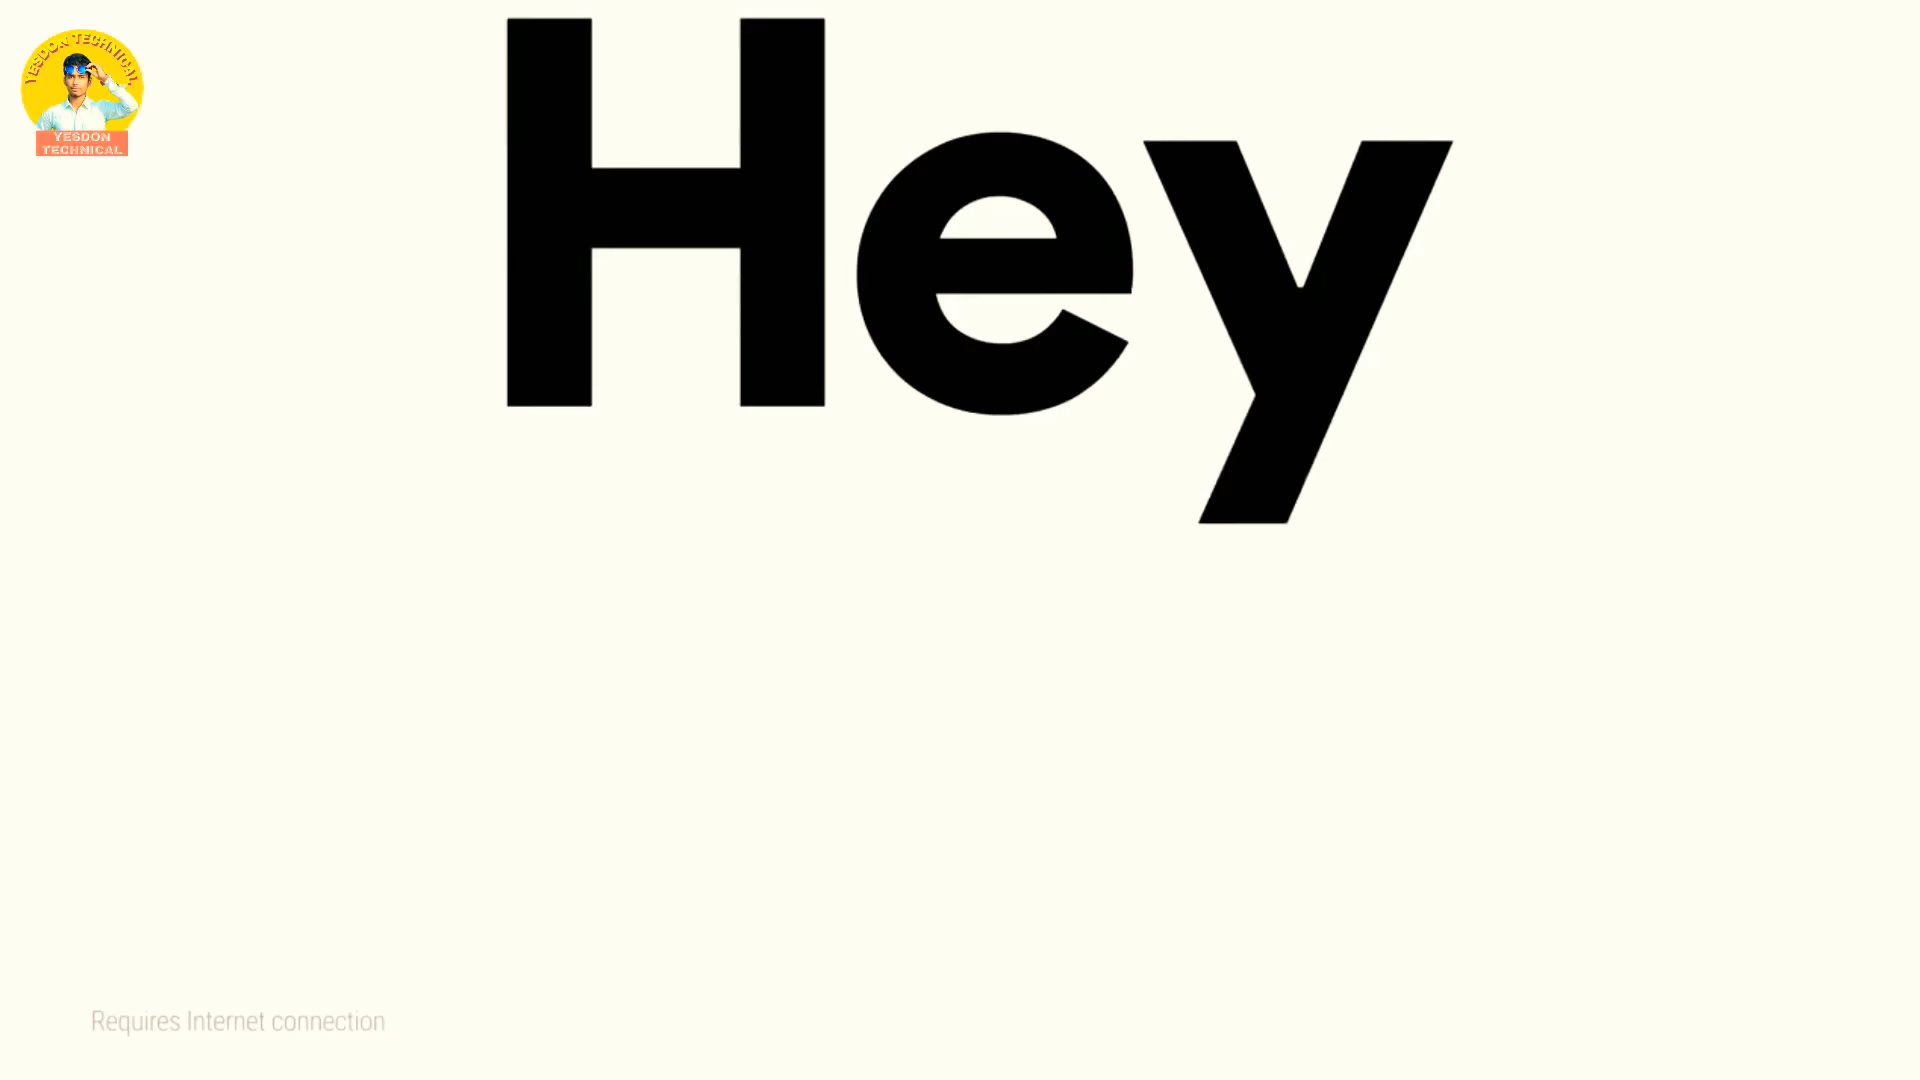 YESDON TECHNICAL
YESDON
TECHNICAL
Hey
Requires Internet connection